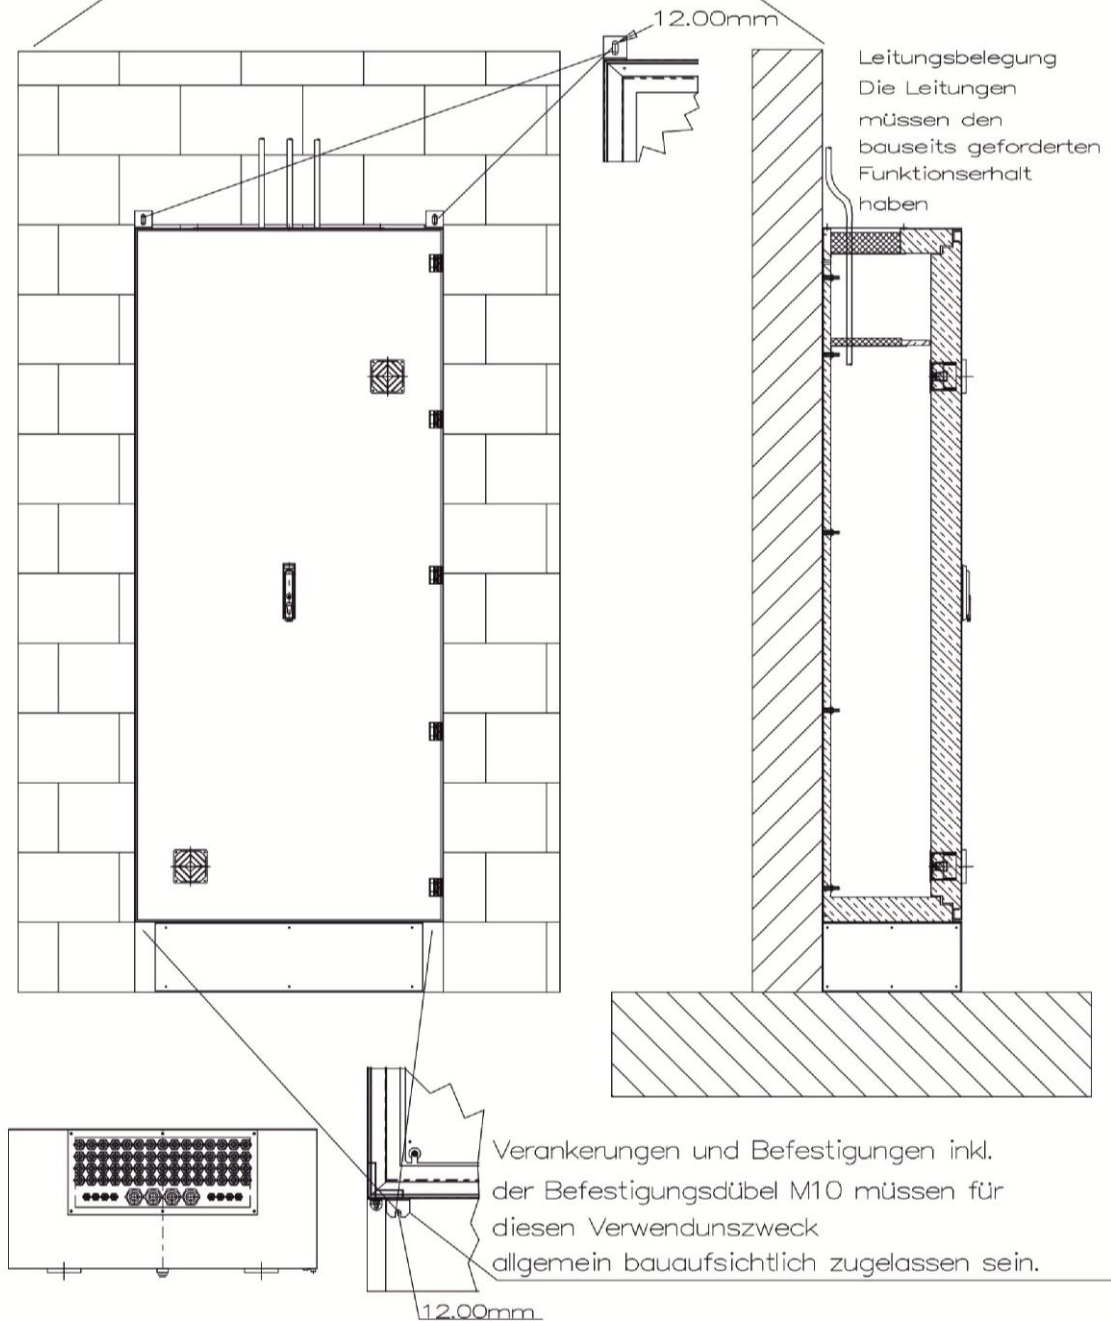 12.00mm
Leitungsbelegung
Die Leitungen
müssen den
bauseits geforderten
Funktionserhalt
haben
Verankerungen und Befestigungen inkl.
der Befestigungsdübel M10 müssen für
diesen Verwendunszweck
allgemein bauaufsichtlich zugelassen sein.
12.00mm